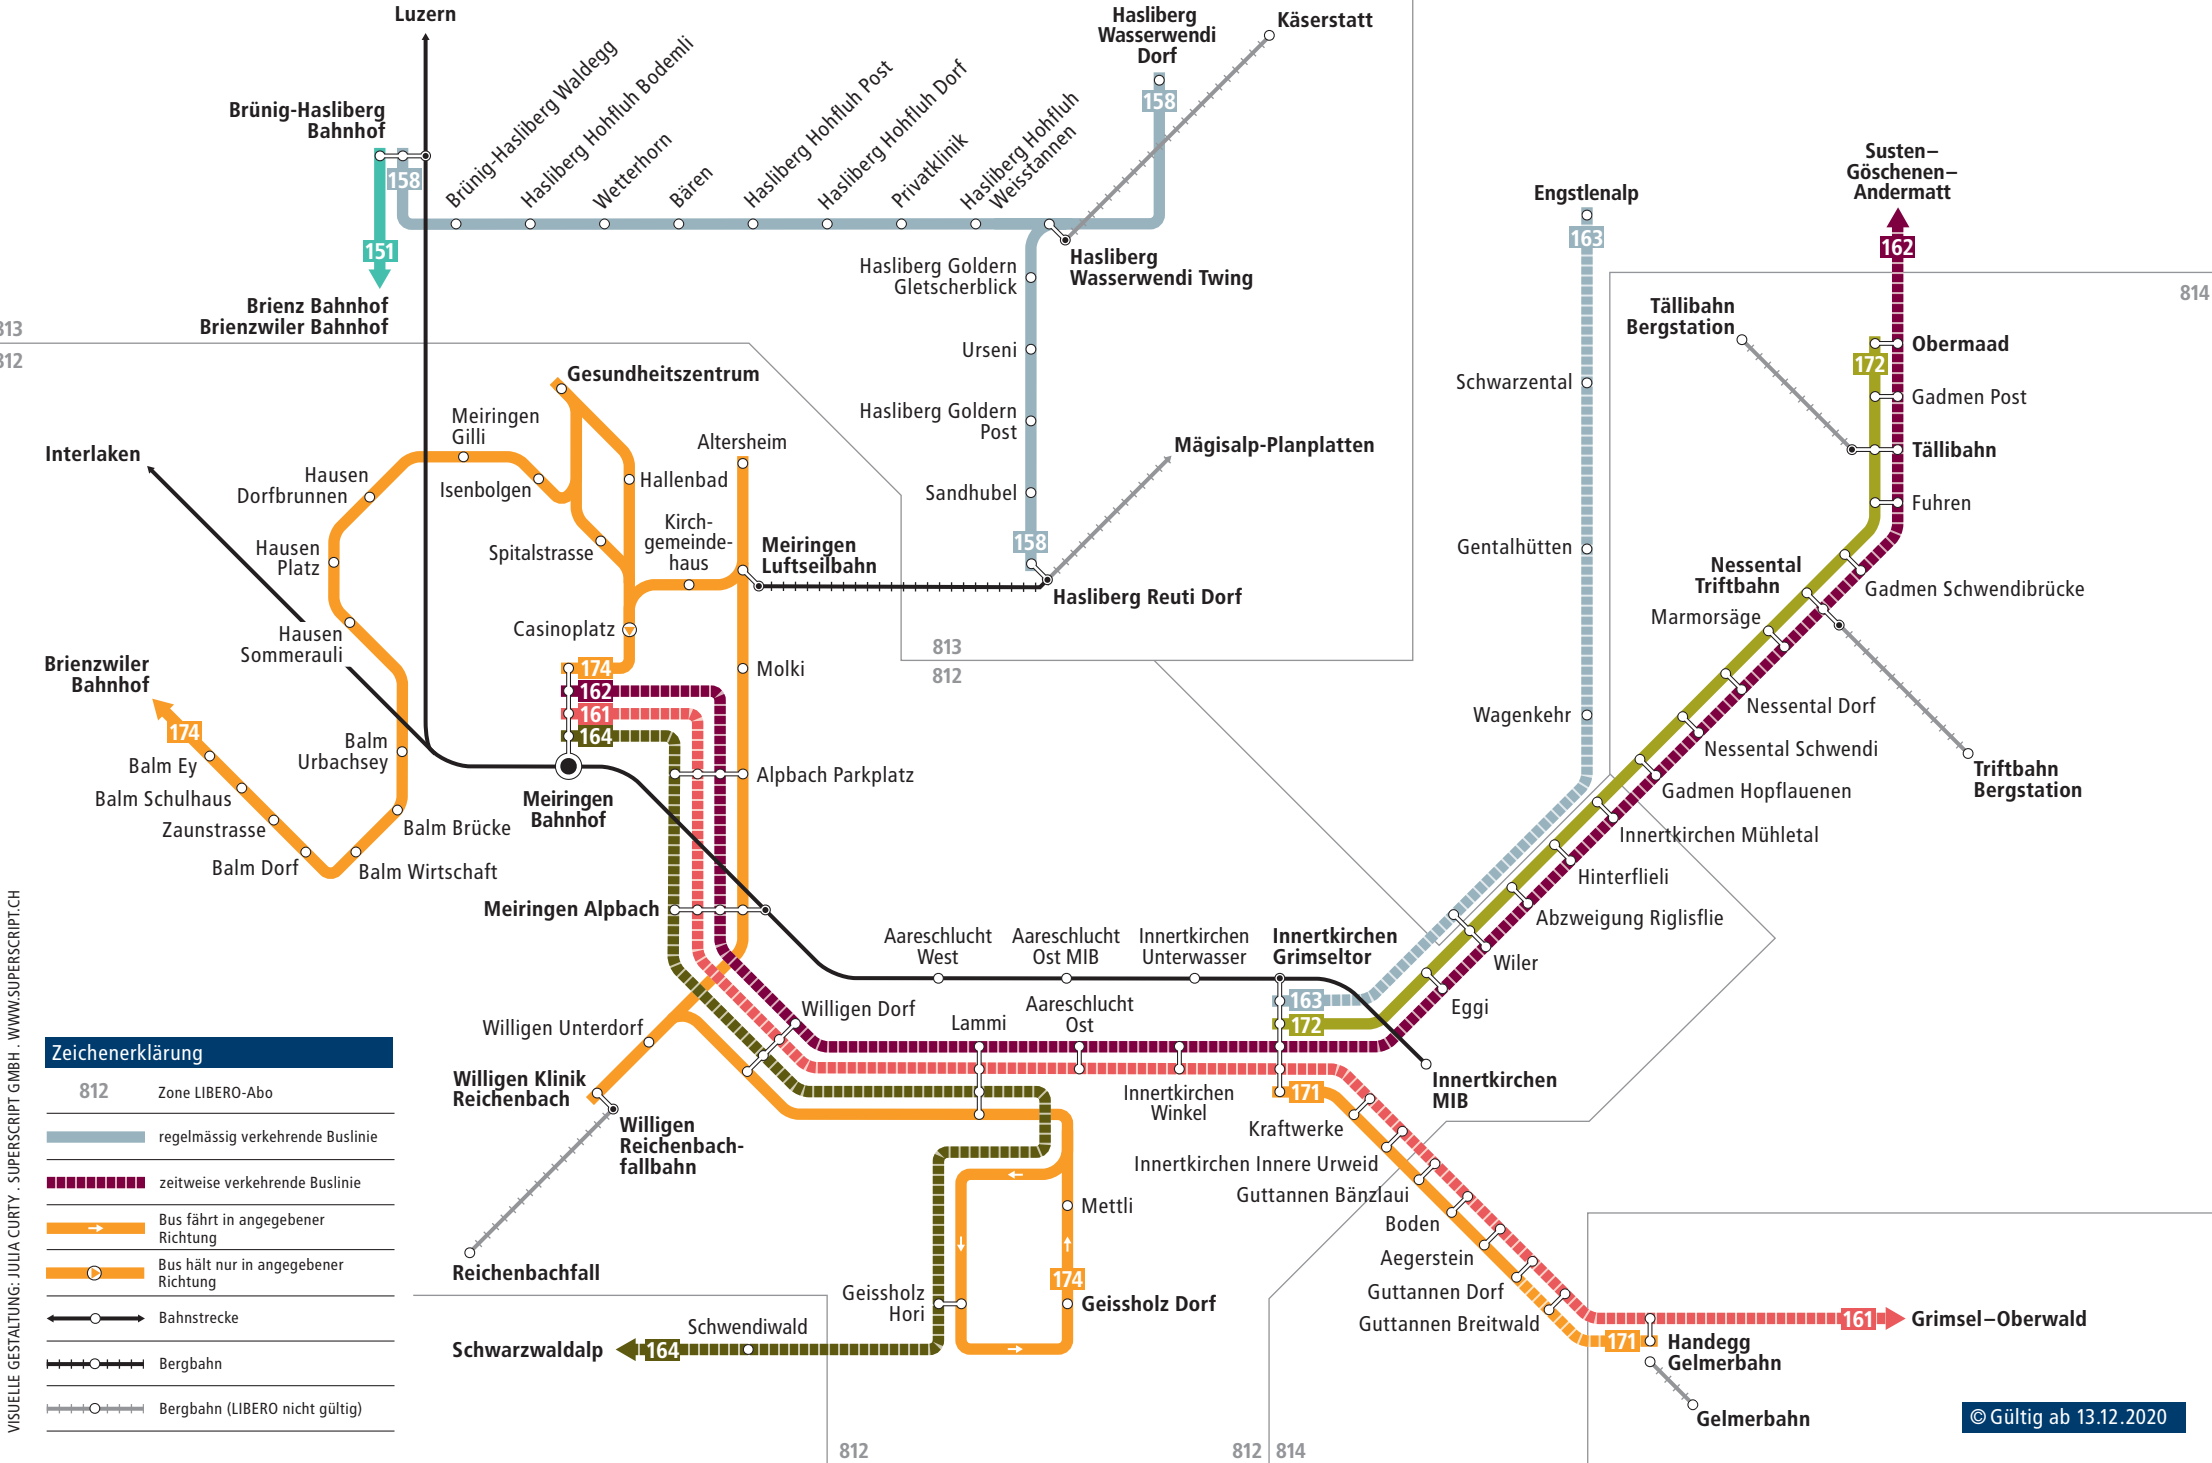 Luzern
Brünig-Hasliberg
Bahnhof
158
151
Brienz Bahnhof
Brienzwiler Bahnhof
Brünig-Hasliberg Waldegg
Hasliberg Hohfluh Bodemli
Wetterhorn
Bären
Hasliberg Hohfluh Post
Hasliberg Hohfluh Dorf
Privatklinik
Hasliberg Hohfluh
Weisstannen
Hasliberg
Wasserwendi
Dorf
158
Käserstatt
Hasliberg
Wasserwendi Twing
Hasliberg Goldern
Gletscherblick
Urseni
Hasliberg Goldern
Post
Sandhubel
158
Hasliberg Reuti Dorf
Mägisalp-Planplatten
813
812
813
812
Engstlenalp
163
Schwarzental
Gentalhütten
Wagenkehr
Susten–
Göschenen–
Andermatt
162
814
Tällibahn
Bergstation
172
Obermaad
Gadmen Post
Tällibahn
Fuhren
Nessental
Triftbahn
Gadmen Schwendibrücke
Marmorsäge
Nessental Dorf
Nessental Schwendi
Gadmen Hopflauenen
Innertkirchen Mühletal
Hinterflieli
Abzweigung Riglisflie
Wiler
Eggi
Triftbahn
Bergstation
Interlaken
Gesundheitszentrum
Meiringen
Gilli
Isenbolgen
Hausen
Dorfbrunnen
Hausen
Platz
Hausen
Sommerauli
Spitalstrasse
Hallenbad
Altersheim
Kirch-
gemeinde-
haus
Meiringen
Luftseilbahn
Casinoplatz
Molki
174
162
161
164
Meiringen
Bahnhof
Alpbach Parkplatz
Meiringen Alpbach
Brienzwiler
Bahnhof
174
Balm Ey
Balm Schulhaus
Zaunstrasse
Balm Dorf
Balm
Urbachsey
Balm Brücke
Balm Wirtschaft
Aareschlucht
West
Aareschlucht
Ost MIB
Innertkirchen
Unterwasser
Innertkirchen
Grimseltor
163
172
171
Willigen Dorf
Lammi
Aareschlucht
Ost
Innertkirchen
Winkel
Innertkirchen
MIB
Willigen Unterdorf
Willigen Klinik
Reichenbach
Willigen
Reichenbach-
fallbahn
Reichenbachfall
Mettli
174
Geissholz Dorf
Geissholz
Hori
Schwendiwald
164
Schwarzwaldalp
Kraftwerke
Innertkirchen Innere Urweid
Guttannen Bänzlaui
Boden
Aegerstein
Guttannen Dorf
Guttannen Breitwald
171
161
Grimsel–Oberwald
Handegg
Gelmerbahn
Gelmerbahn
812
812
814
Zeichenerklärung
812 Zone LIBERO-Abo
regelmässig verkehrende Buslinie
zeitweise verkehrende Buslinie
Bus fährt in angegebener
Richtung
Bus hält nur in angegebener
Richtung
Bahnstrecke
Bergbahn
Bergbahn (LIBERO nicht gültig)
VISUELLE GESTALTUNG: JULIA CURTY . SUPERSCRIPT GMBH . WWW.SUPERSCRIPT.CH
© Gültig ab 13.12.2020